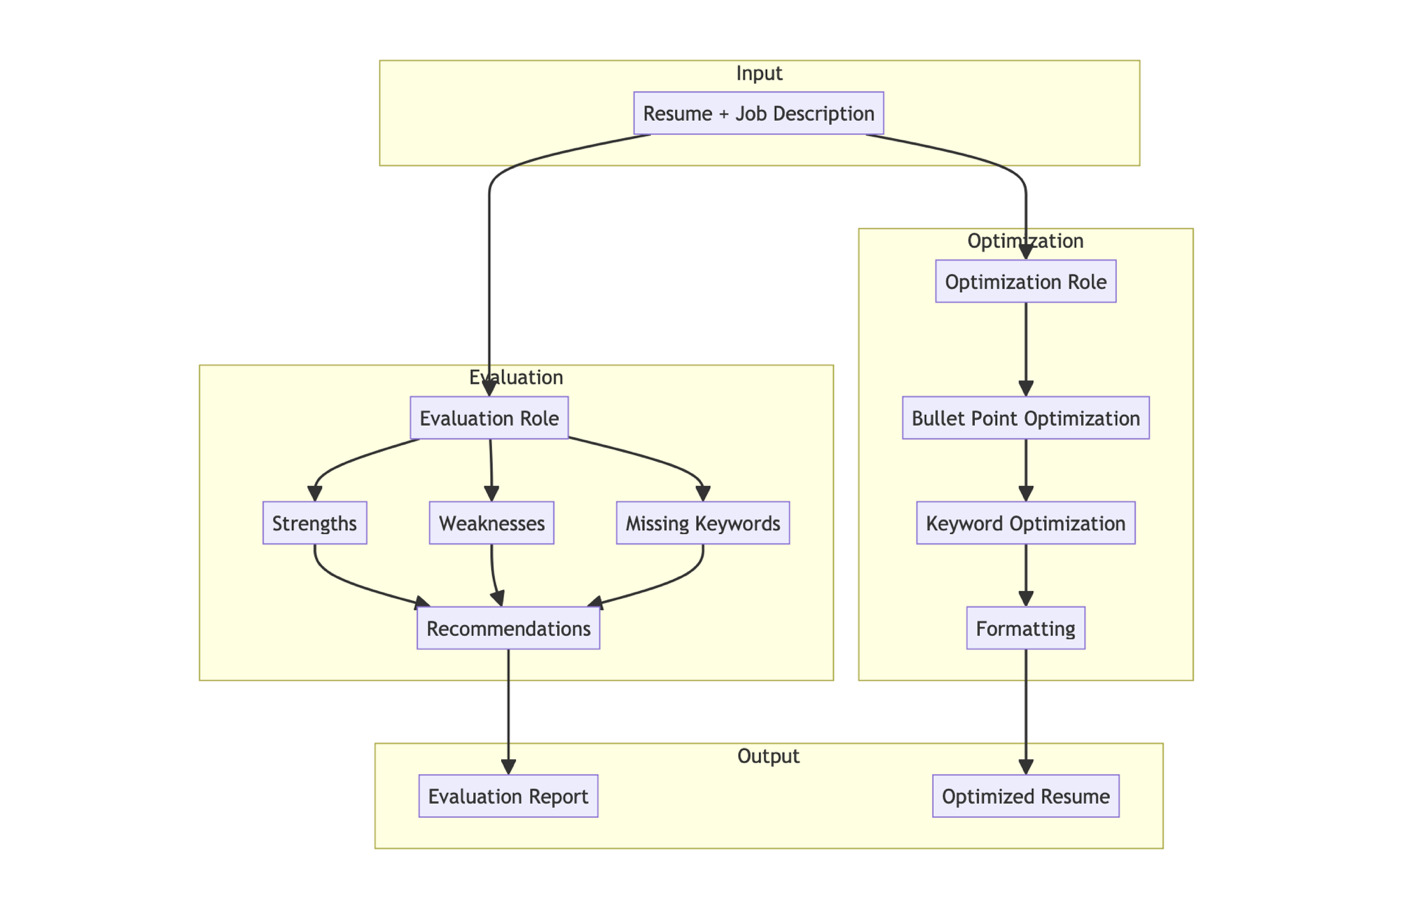 Input
Resume + Job Description
Optimization
Optimization Role
Evaluation
Evaluation Role
Bullet Point Optimization
Strengths
Weaknesses
Missing Keywords
Keyword Optimization
Recommendations
Formatting
Output
Evaluation Report
Optimized Resume